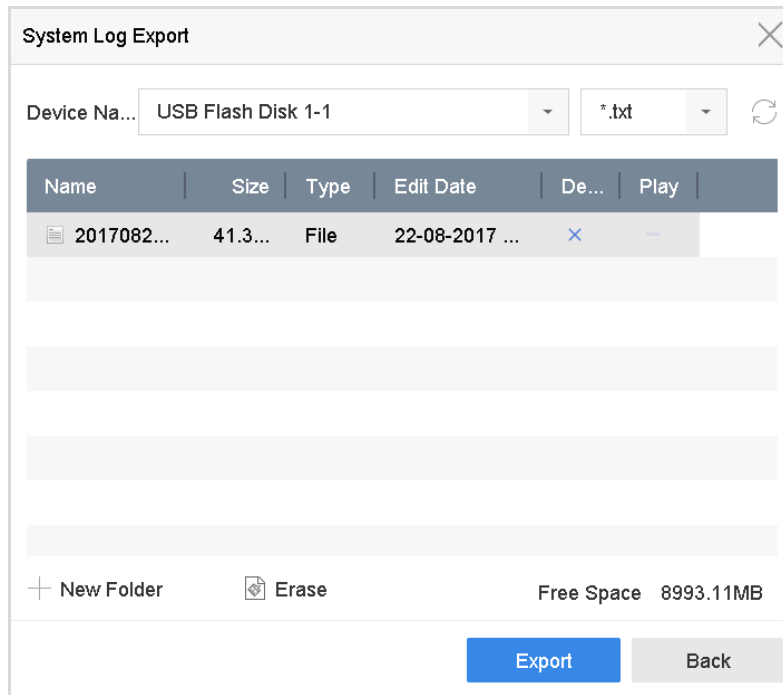 System Log Export
Device Na... USB Flash Disk 1-1 *.txt
Name Size Type Edit Date De... Play
2017082... 41.3... File 22-08-2017 ...
New Folder Erase Free Space 8993.11MB
Export Back